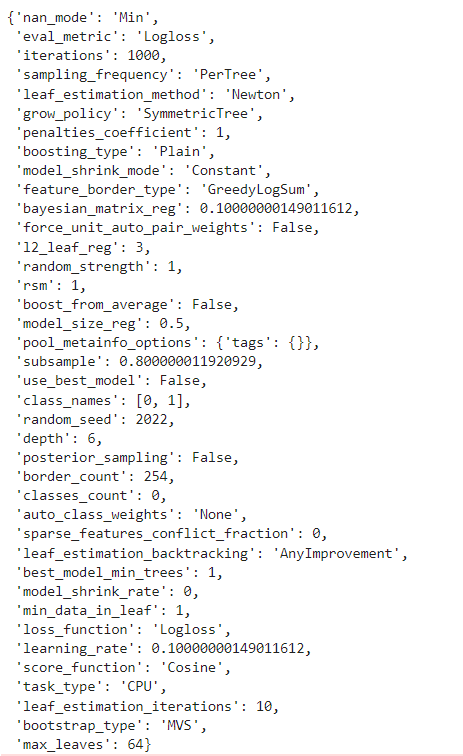 {'nan_mode': 'Min',
'eval_metric': 'Logloss',
'iterations': 1000,
'sampling_frequency': 'PerTree',
'leaf_estimation_method': 'Newton',
'grow_policy': 'SymmetricTree',
'penalties_coefficient': 1,
'boosting_type': 'Plain',
'model_shrink_mode': 'Constant',
'feature_border_type': 'GreedyLogSum',
'bayesian_matrix_reg': 0.10000000149011612,
'force_unit_auto_pair_weights': False,
'l2_leaf_reg': 3,
'random_strength': 1,
'rsm': 1,
'boost_from_average': False,
'model_size_reg': 0.5,
'pool_metainfo_options': {'tags': {}},
'subsample': 0.800000011920929,
'use_best_model': False,
'class_names': [0, 1],
'random_seed': 2022,
'depth': 6,
'posterior_sampling': False,
'border_count': 254,
'classes_count': 0,
'auto_class_weights': 'None',
'sparse_features_conflict_fraction': 0,
'leaf_estimation_backtracking': 'AnyImprovement',
'best_model_min_trees': 1,
'model_shrink_rate': 0,
'min_data_in_leaf': 1,
'loss_function': 'Logloss',
'learning_rate': 0.10000000149011612,
'score_function': 'Cosine',
'task_type': 'CPU',
'leaf_estimation_iterations': 10,
'bootstrap_type': 'MVS',
'max_leaves': 64}